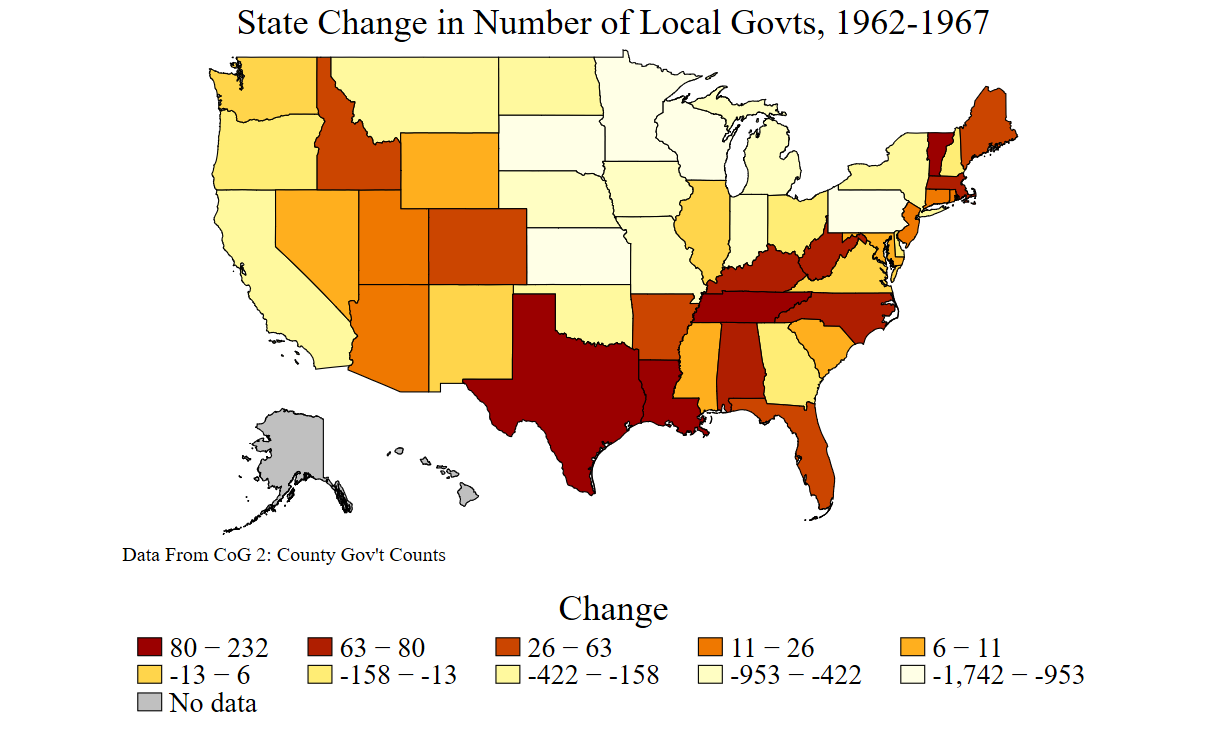 State Change in Number of Local Govts, 1962-1967
Data From CoG 2: County Gov't Counts
Change
80 − 232 63 − 80 26 − 63 11 − 26 6 − 11
-13 − 6 -158 − -13 -422 − -158 -953 − -422 -1,742 − -953
No data